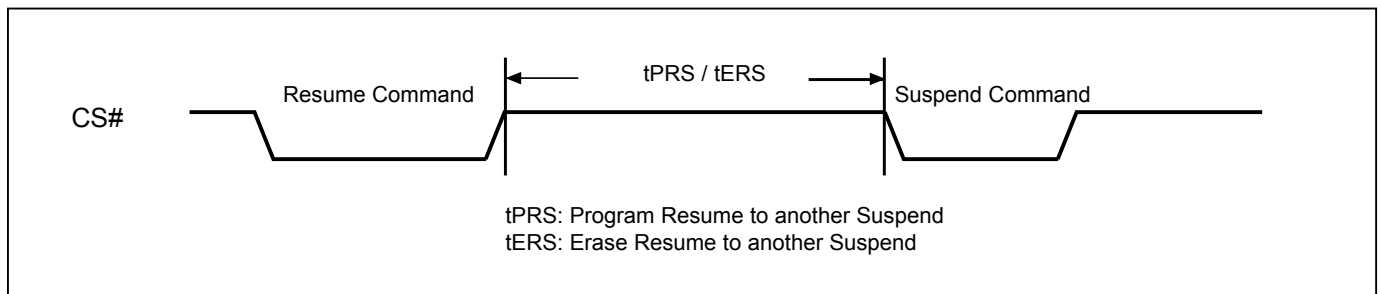 tPRS / tERS
Resume Command
Suspend Command
CS#
tPRS: Program Resume to another Suspend
tERS: Erase Resume to another Suspend